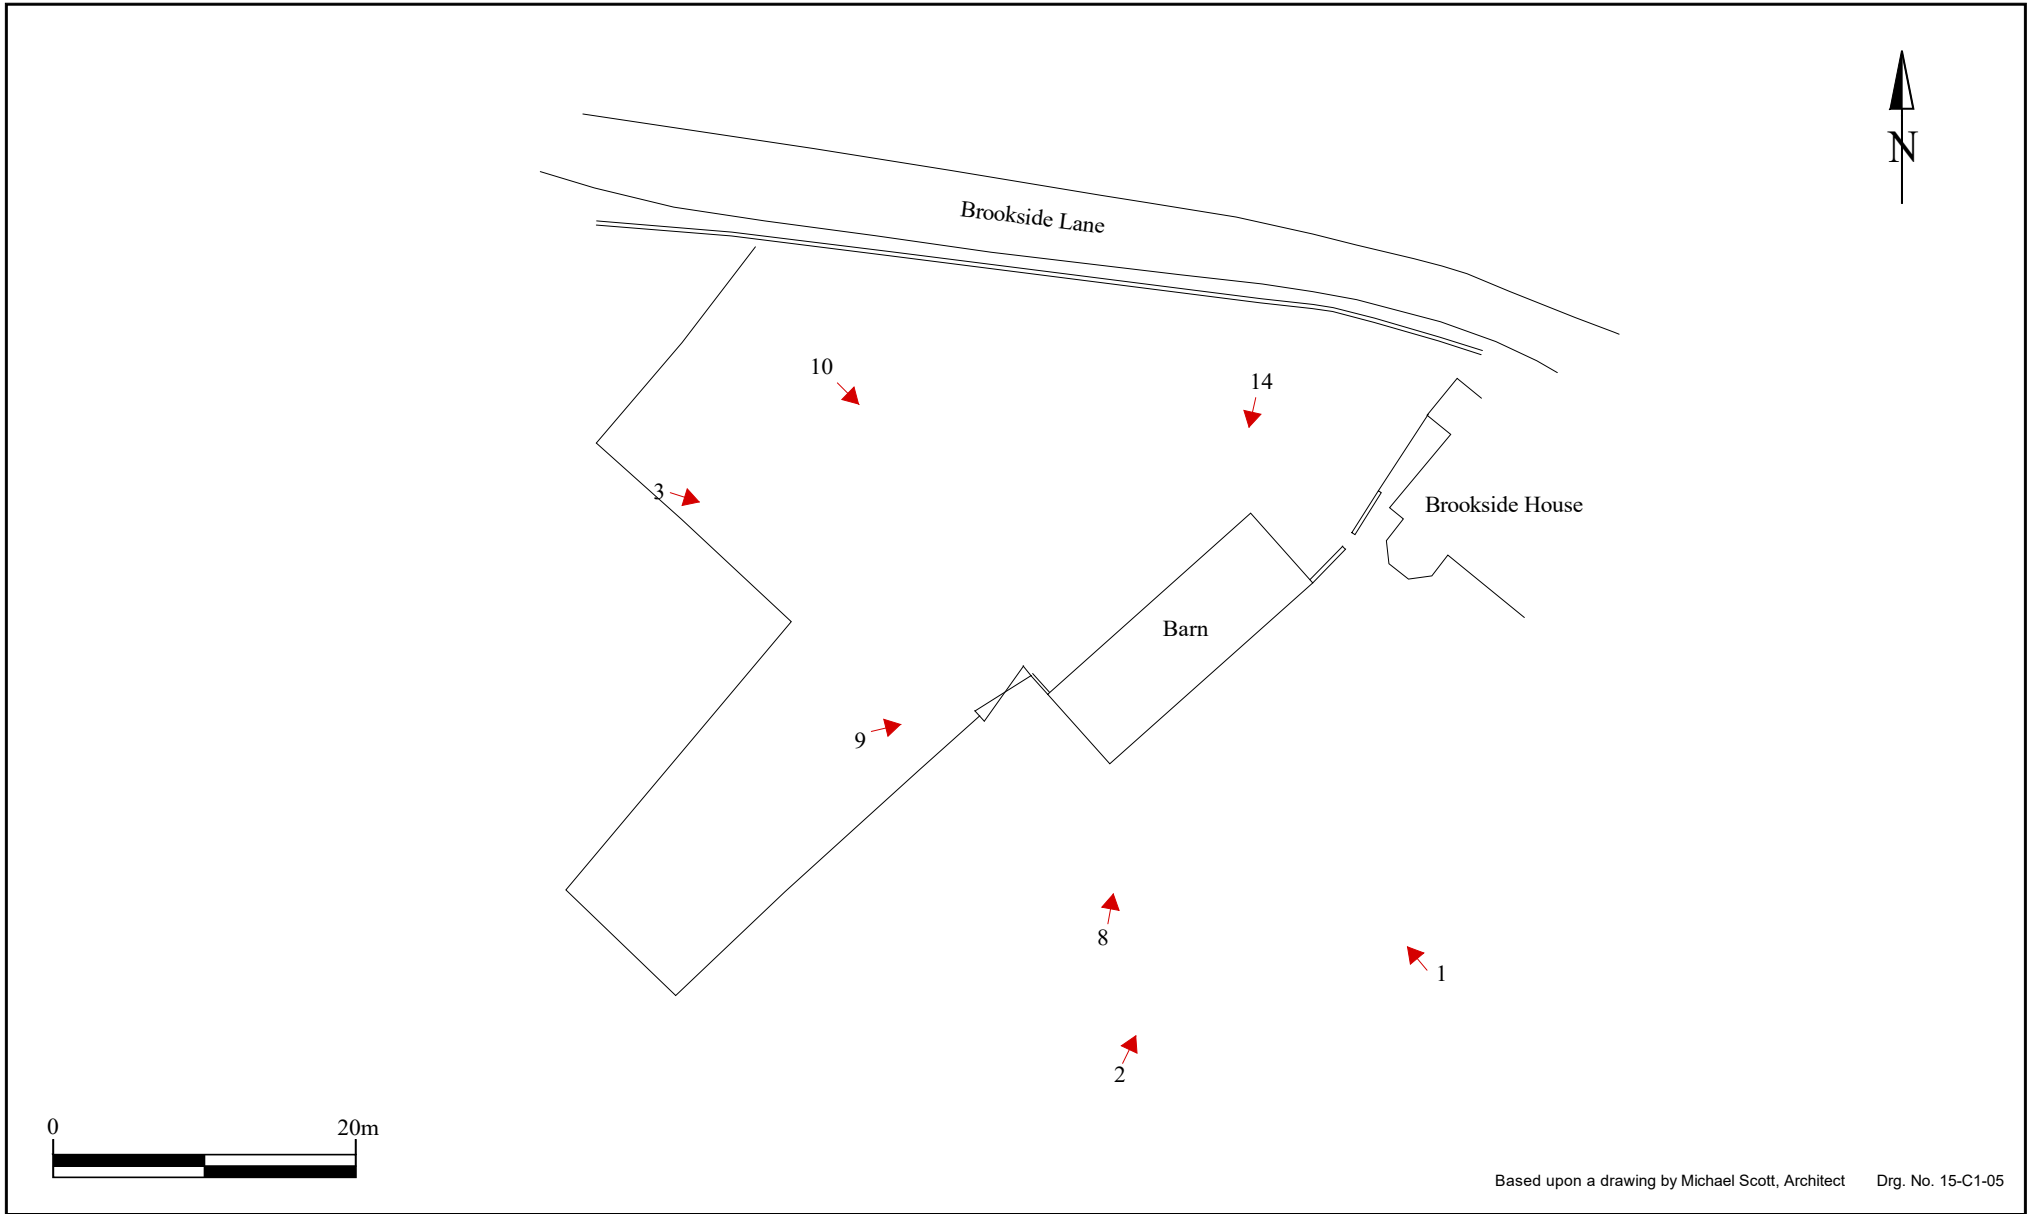 N
Brookside Lane
10
14
3
Brookside House
Barn
9
8
1
2
0 20m
Based upon a drawing by Michael Scott, Architect Drg. No. 15-C1-05